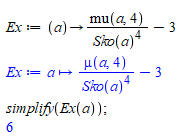 Ex := (a) → mu(a, 4)/Sko(a)^4 − 3
Ex := a ↦ μ(a, 4)/Sko(a)^4 − 3
simplify(Ex(a));
6